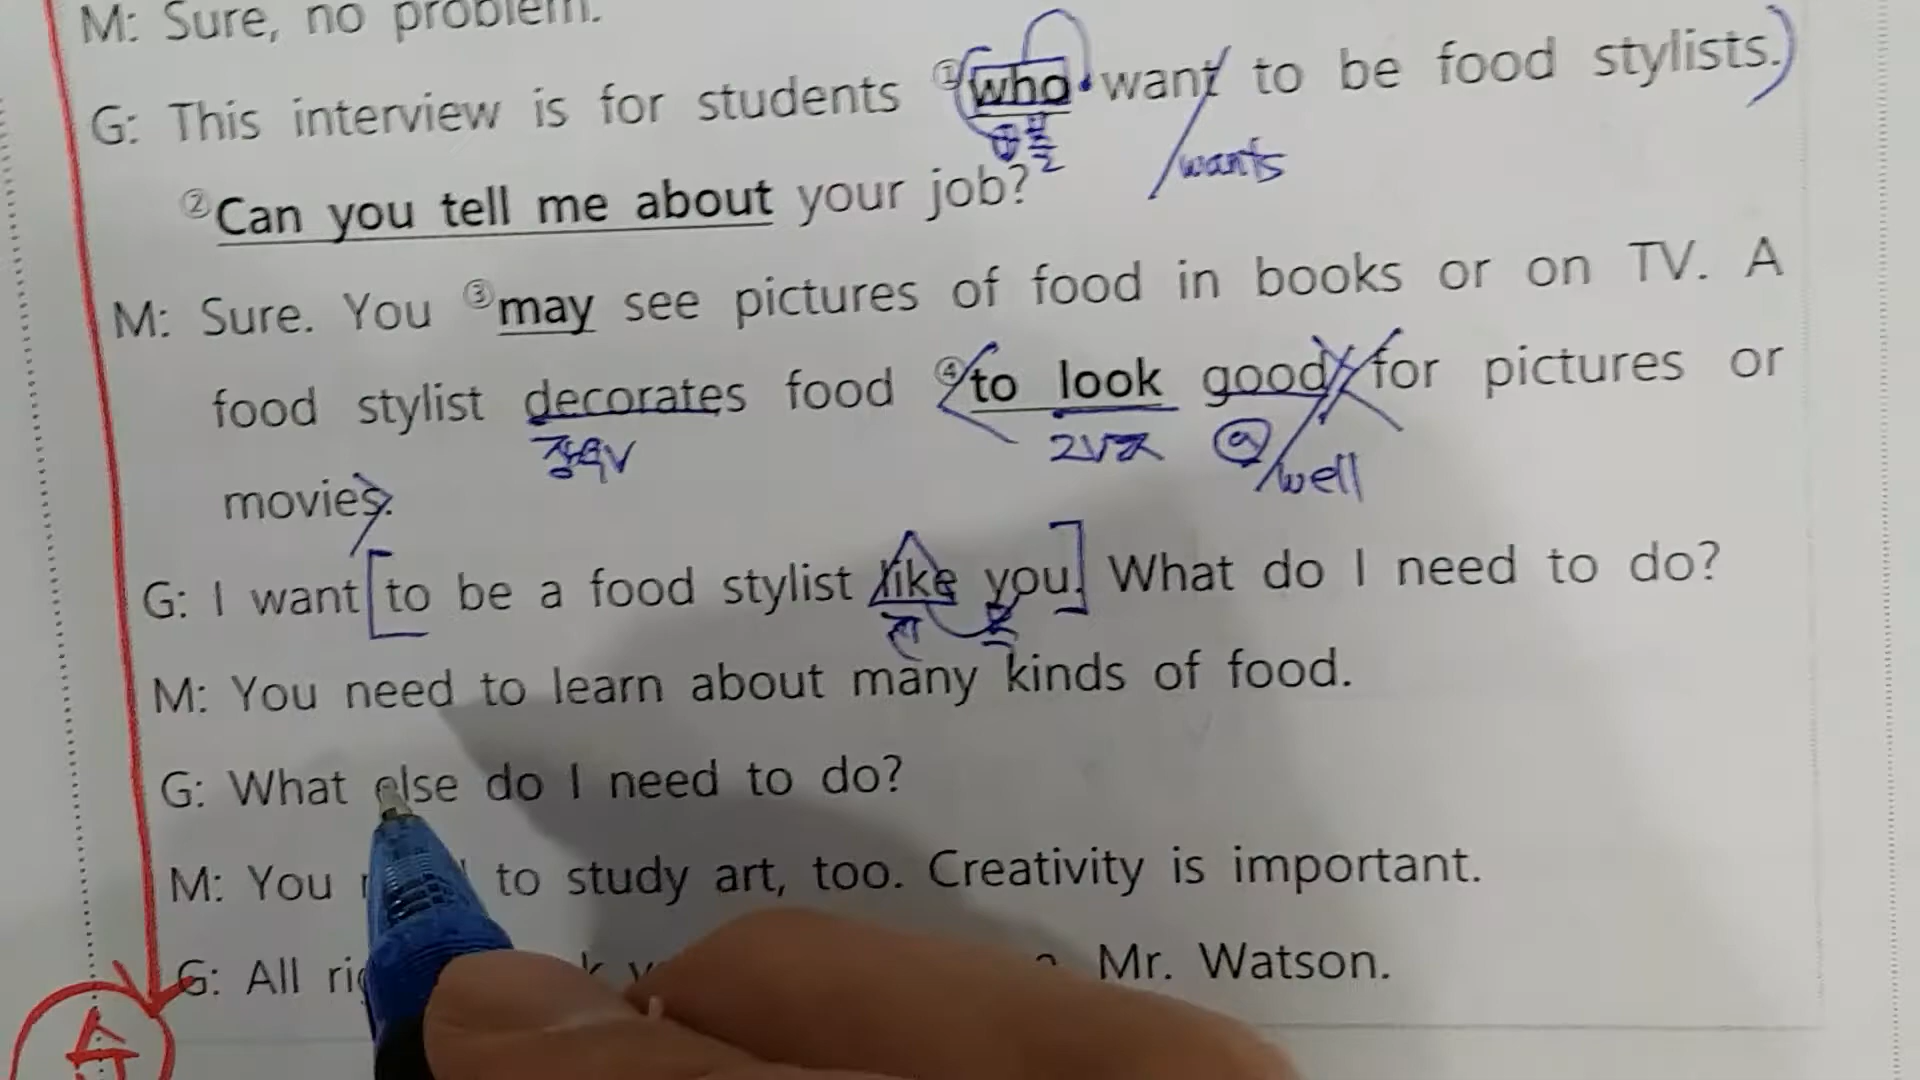 M: Sure, no problem.
G: This interview is for students ①who want to be food stylists.
wants
②Can you tell me about your job?
M: Sure. You ③may see pictures of food in books or on TV. A
food stylist decorates food ④to look good for pictures or
well
movies.
G: I want to be a food stylist like you. What do I need to do?
M: You need to learn about many kinds of food.
G: What else do I need to do?
M: You to study art, too. Creativity is important.
G: All Mr. Watson.